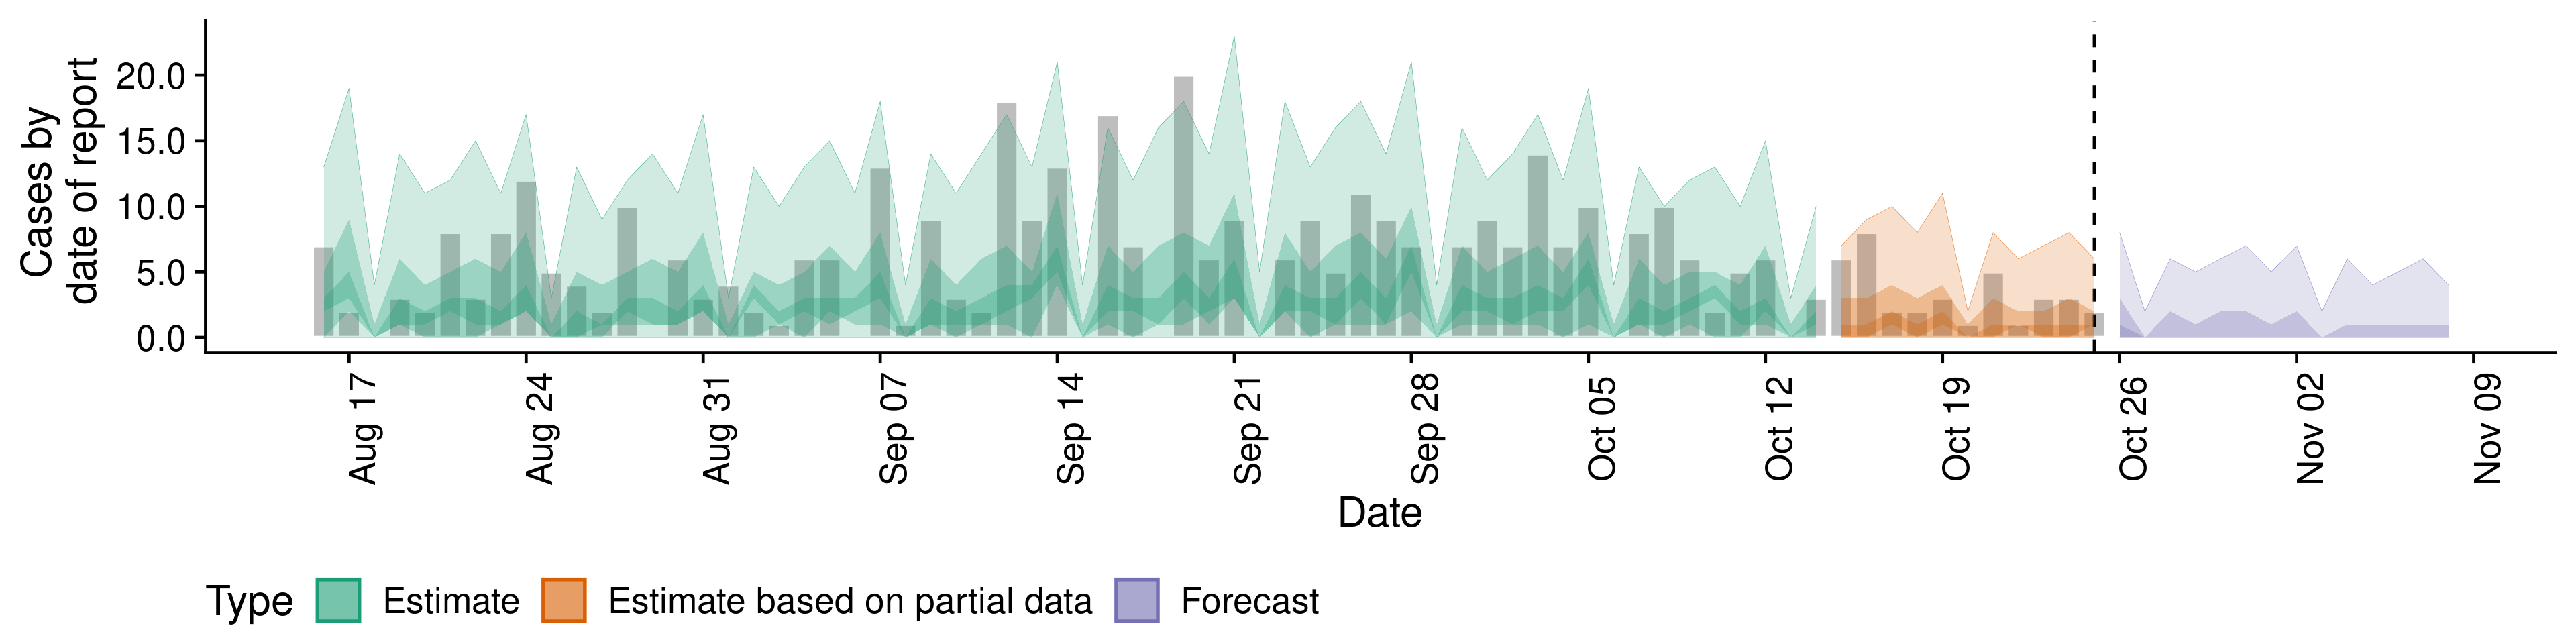 Cases by
date of report
20.0
15.0
10.0
5.0
0.0
Aug 17
Aug 24
Aug 31
Sep 07
Sep 14
Sep 21
Sep 28
Oct 05
Oct 12
Oct 19
Oct 26
Nov 02
Nov 09
Date
Type Estimate Estimate based on partial data Forecast